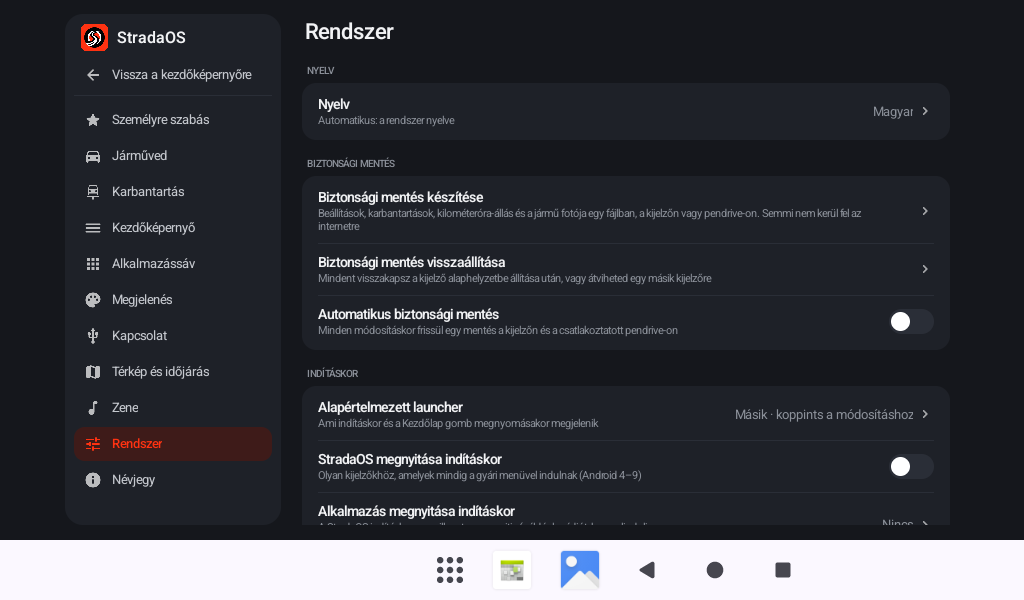 StradaOS
Vissza a kezdőképernyőre
Személyre szabás
Járműved
Karbantartás
Kezdőképernyő
Alkalmazássáv
Megjelenés
Kapcsolat
Térkép és időjárás
Zene
Rendszer
Névjegy
Rendszer
NYELV
Nyelv
Automatikus: a rendszer nyelve
Magyar
BIZTONSÁGI MENTÉS
Biztonsági mentés készítése
Beállítások, karbantartások, kilométeróra-állás és a jármű fotója egy fájlban, a kijelzőn vagy pendrive-on. Semmi nem kerül fel az
internetre
Biztonsági mentés visszaállítása
Mindent visszakapsz a kijelző alaphelyzetbe állítása után, vagy átviheted egy másik kijelzőre
Automatikus biztonsági mentés
Minden módosításkor frissül egy mentés a kijelzőn és a csatlakoztatott pendrive-on
INDÍTÁSKOR
Alapértelmezett launcher
Ami indításkor és a Kezdőlap gomb megnyomásakor megjelenik
Másik · koppints a módosításhoz
StradaOS megnyitása indításkor
Olyan kijelzőkhöz, amelyek mindig a gyári menüvel indulnak (Android 4–9)
Alkalmazás megnyitása indításkor
Nincs